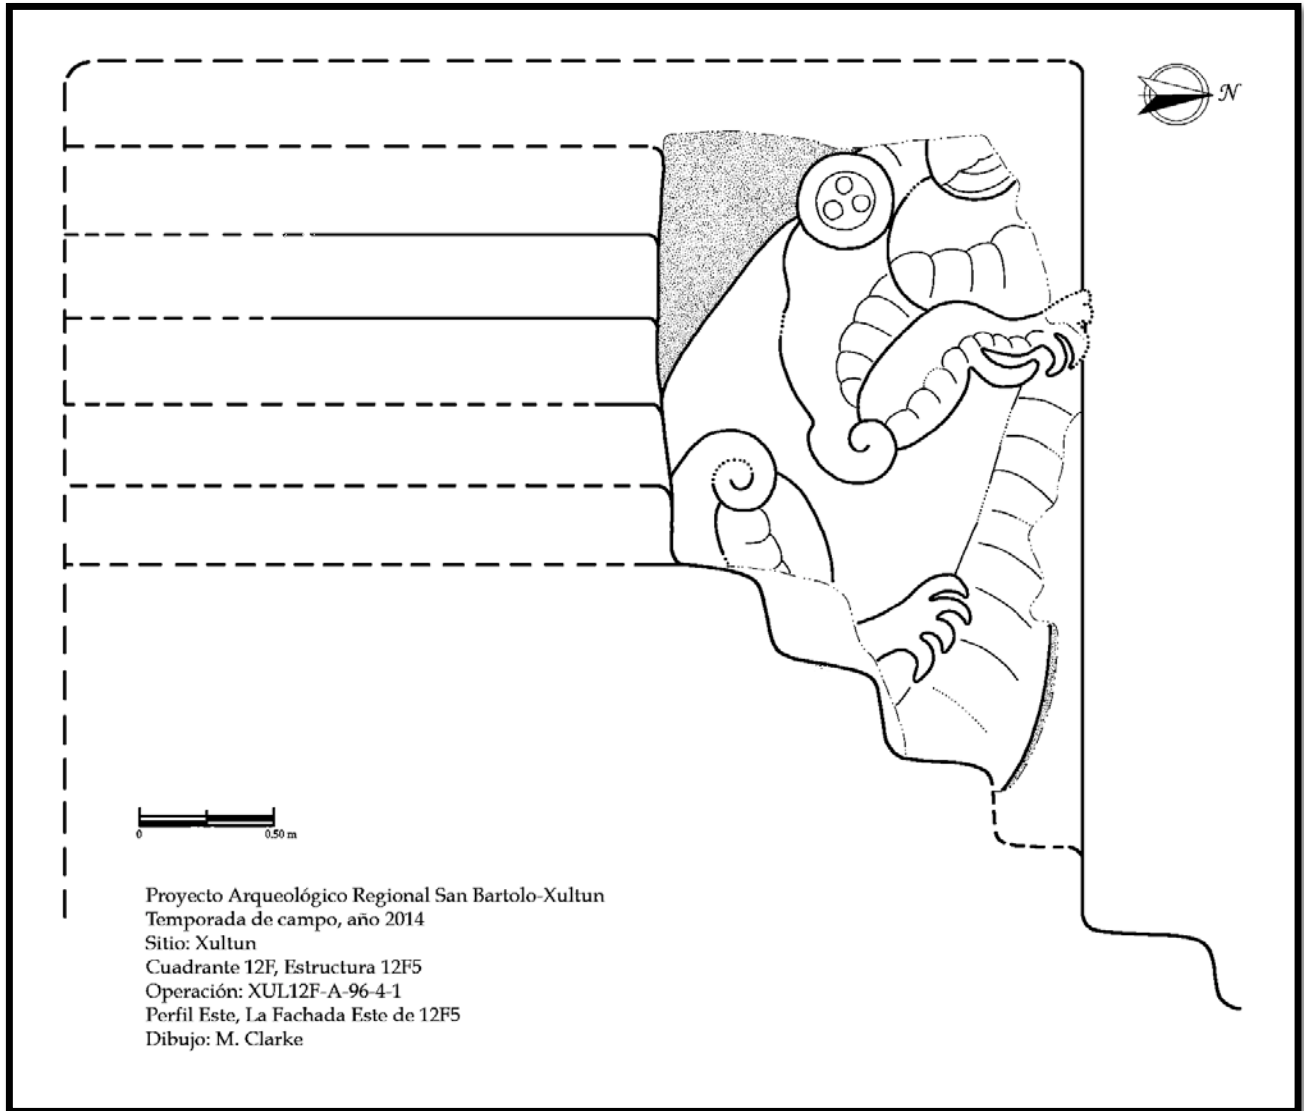 N
0
0.50 m
Proyecto Arqueológico Regional San Bartolo-Xultun
Temporada de campo, año 2014
Sitio: Xultun
Cuadrante 12F, Estructura 12F5
Operación: XUL12F-A-96-4-1
Perfil Este, La Fachada Este de 12F5
Dibujo: M. Clarke